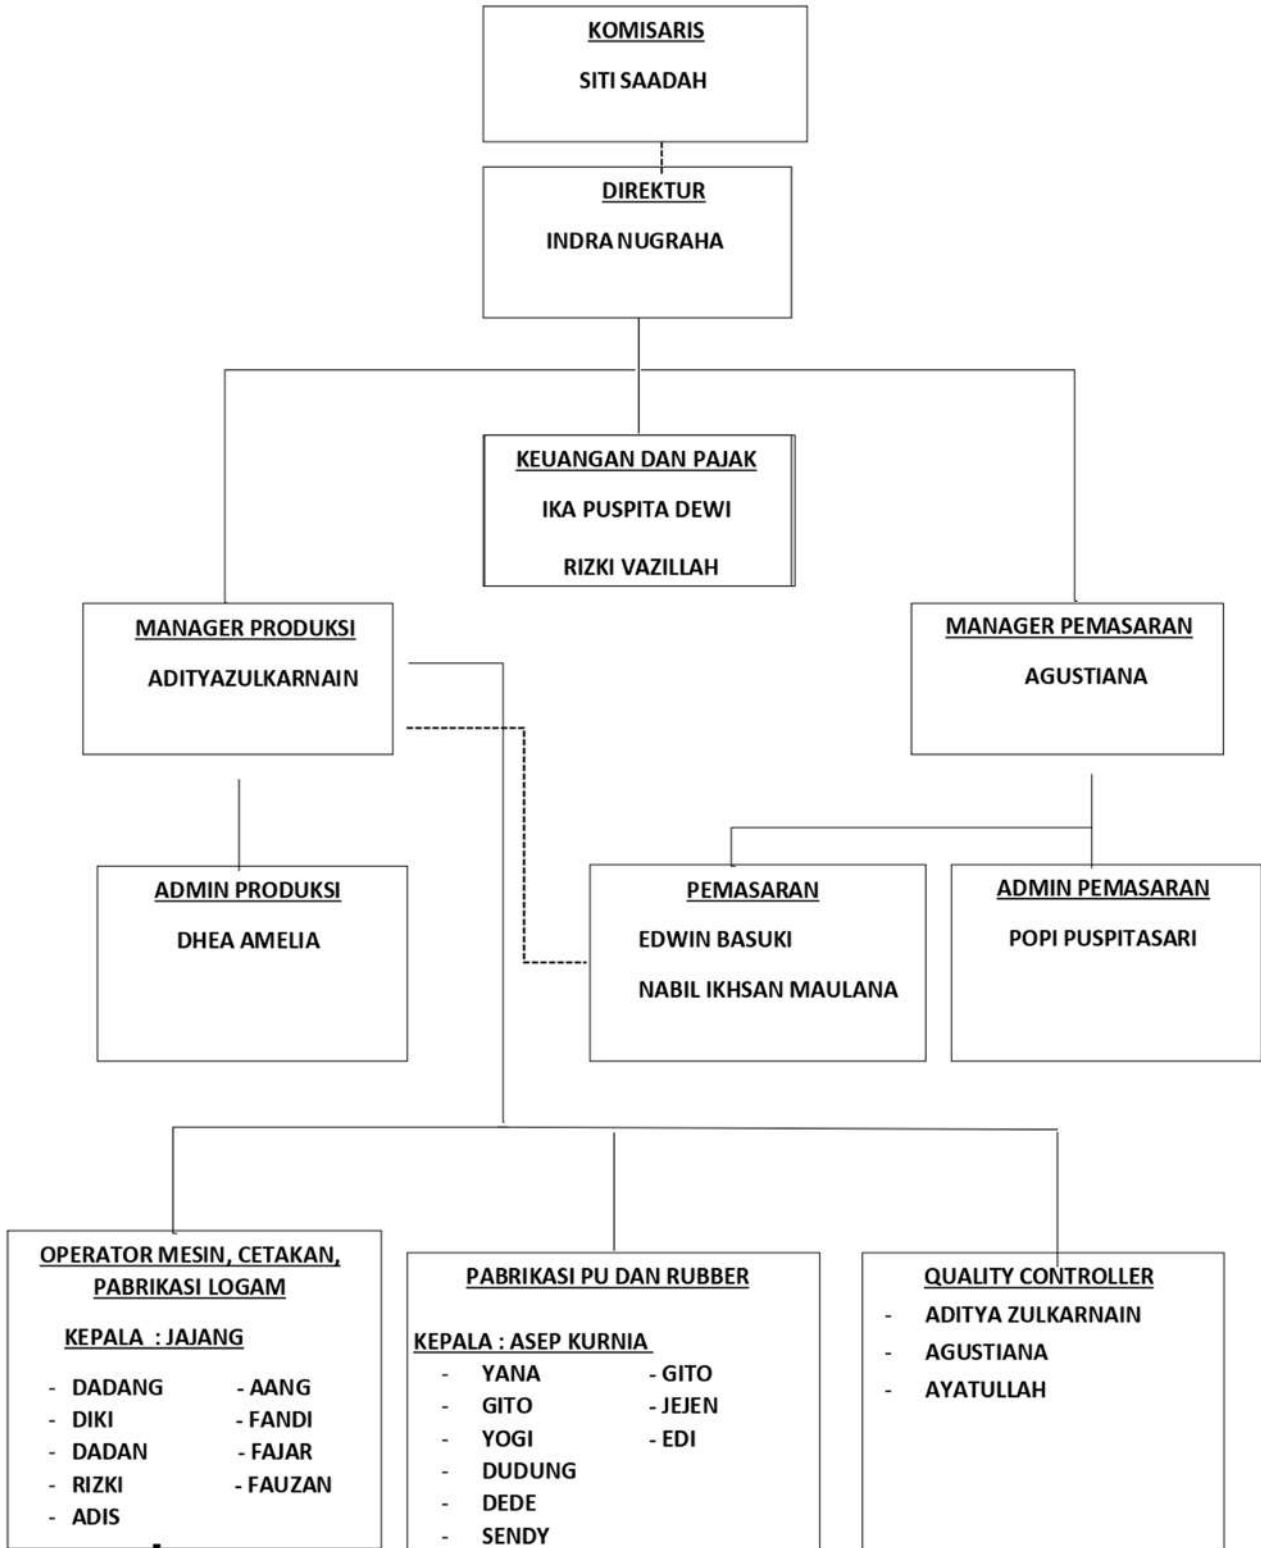 KOMISARIS
SITI SAADAH
DIREKTUR
INDRA NUGRAHA
KEUANGAN DAN PAJAK
IKA PUSPITA DEWI
RIZKI VAZILLAH
MANAGER PRODUKSI
ADITYAZULKARNAIN
MANAGER PEMASARAN
AGUSTIANA
ADMIN PRODUKSI
DHEA AMELIA
PEMASARAN
EDWIN BASUKI
NABIL IKHSAN MAULANA
ADMIN PEMASARAN
POPI PUSPITASARI
OPERATOR MESIN, CETAKAN,
PABRIKASI LOGAM
KEPALA : JAJANG
- DADANG - AANG
- DIKI - FANDI
- DADAN - FAJAR
- RIZKI - FAUZAN
- ADIS
PABRIKASI PU DAN RUBBER
KEPALA : ASEP KURNIA
- YANA - GITO
- GITO - JEJEN
- YOGI - EDI
- DUDUNG
- DEDE
- SENDY
QUALITY CONTROLLER
- ADITYA ZULKARNAIN
- AGUSTIANA
- AYATULLAH